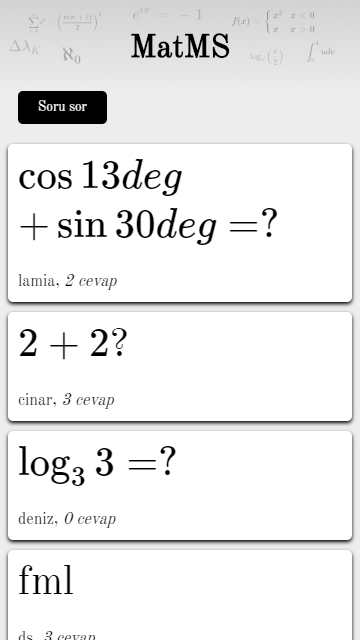 MatMS
Soru sor
cos 13deg
+ sin 30deg =?
lamia, 2 cevap
2 + 2?
cinar, 3 cevap
log₃ 3 =?
deniz, 0 cevap
fml
ds, 3 cevap